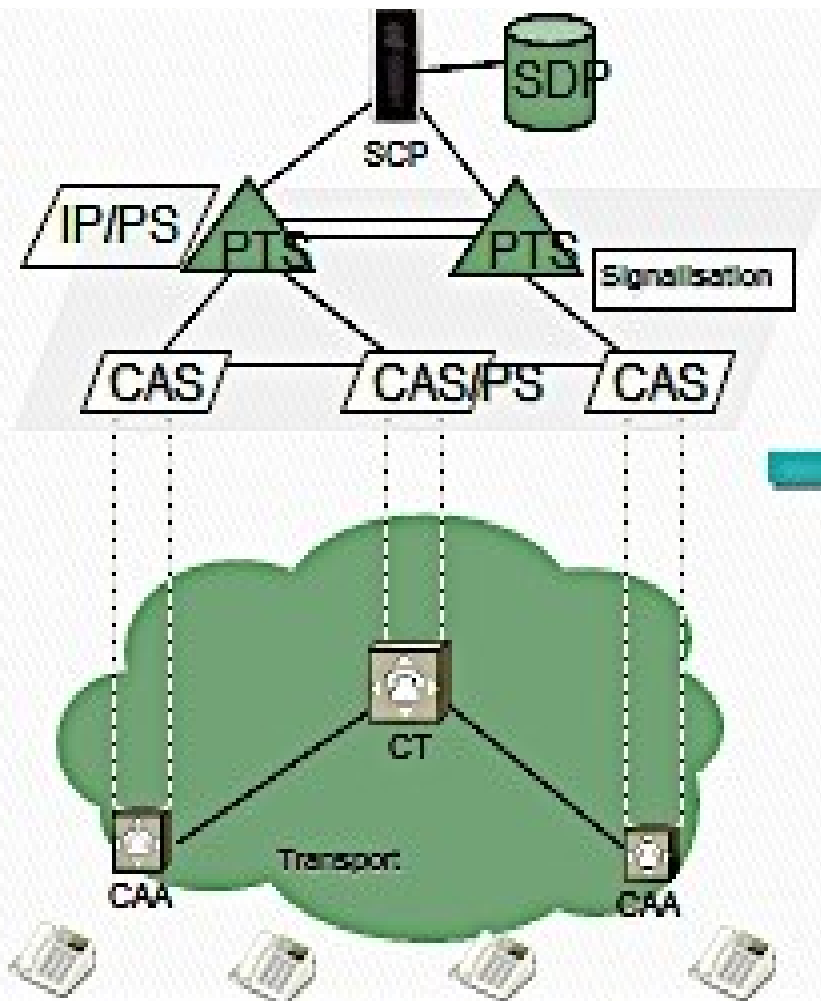 SDP
SCP
IP/PS
PTS
PTS
Signalisation
CAS
CAS/PS
CAS
CT
Transport
CAA
CAA